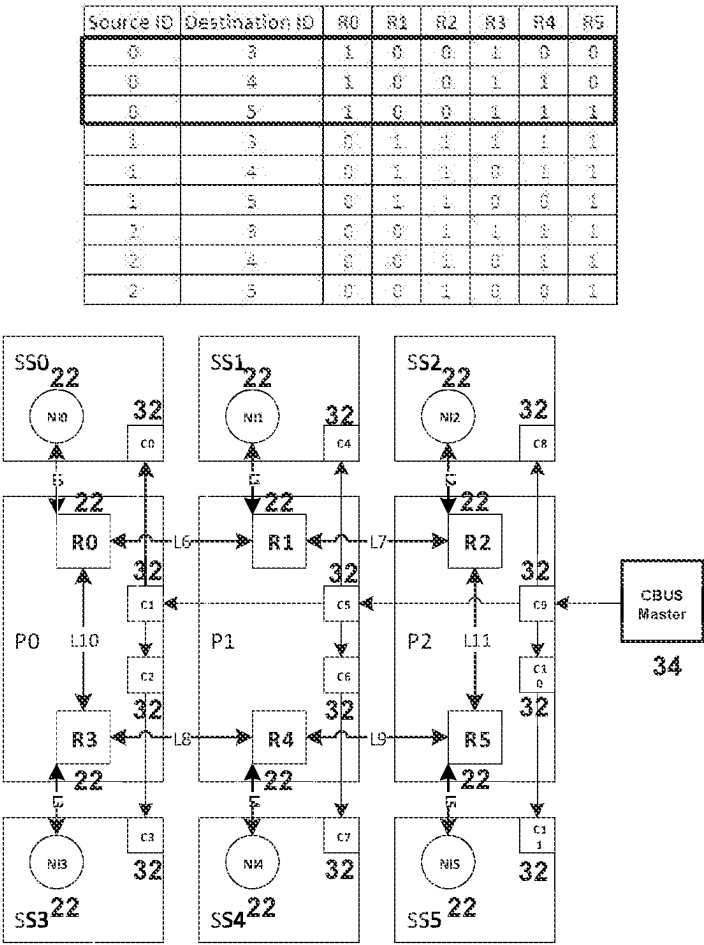 Source ID Destination ID R0 R1 R2 R3 R4 R5
0 3 1 0 0 1 0 0
0 4 1 0 0 1 1 0
0 5 1 0 0 1 1 1
1 3 0 1 1 1 1 1
1 4 0 1 1 0 1 1
1 5 0 1 1 0 0 1
2 3 0 0 1 1 1 1
2 4 0 0 1 0 1 1
2 5 0 0 1 0 0 1
SS0 22 SS1 22 SS2 22
32 32 32
NI0 C0 NI1 C4 NI2 C8
22 22 22
R0 L6 R1 L7 R2
32 32 32
C1 C5 C9 CBUS Master
P0 L10 P1 P2 L11
34
C2 C6 C10
32 32 32
R3 L8 R4 L9 R5
22 22 22
L3 L4 L5
C3 C7 C11
NI3 32 NI4 32 NI5 32
SS3 22 SS4 22 SS5 22